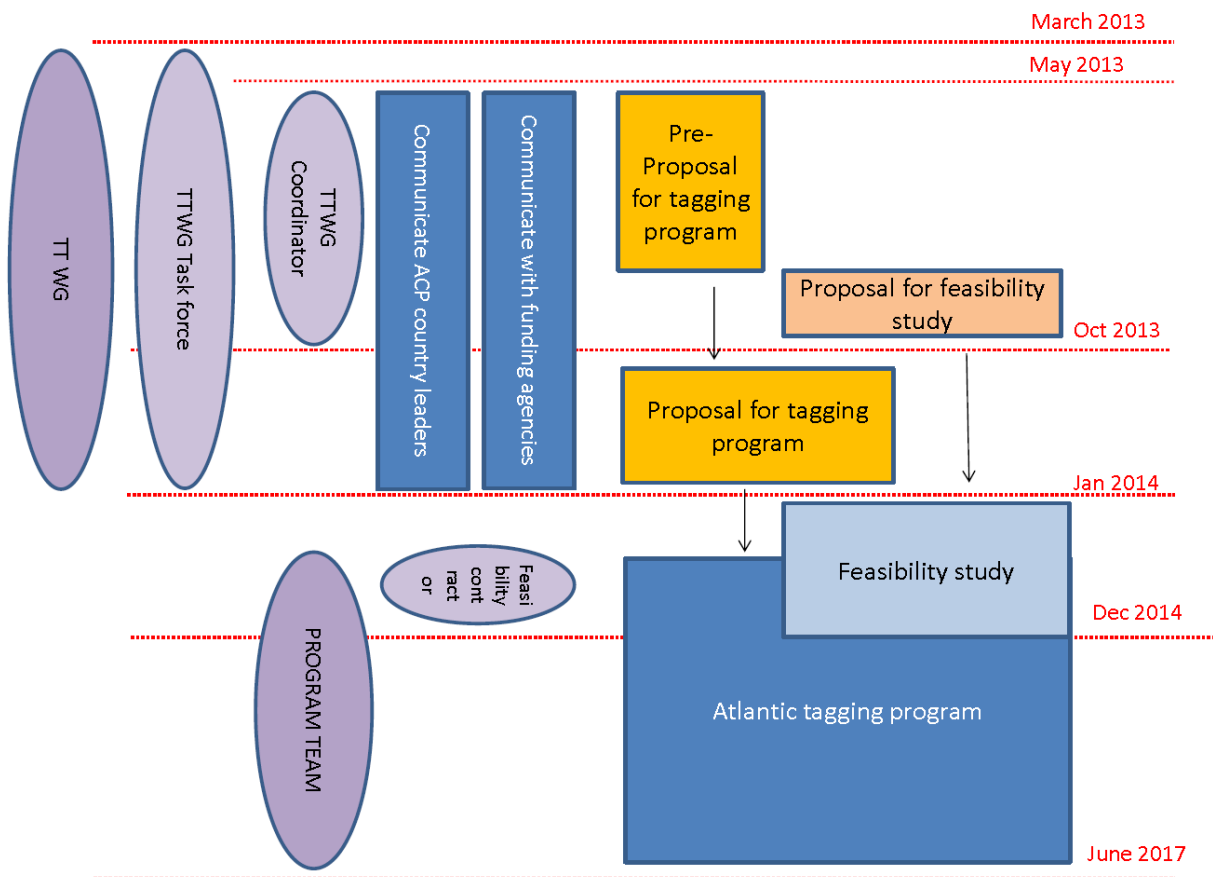 March 2013
May 2013
TT WG
TTWG Task force
TTWG
Coordinator
Communicate ACP country leaders
Communicate with funding agencies
Pre-
Proposal
for tagging
program
Proposal for feasibility
study
Oct 2013
Proposal for tagging
program
Jan 2014
PROGRAM TEAM
Feasi
bility
cont
ract
or
Feasibility study
Dec 2014
Atlantic tagging program
June 2017